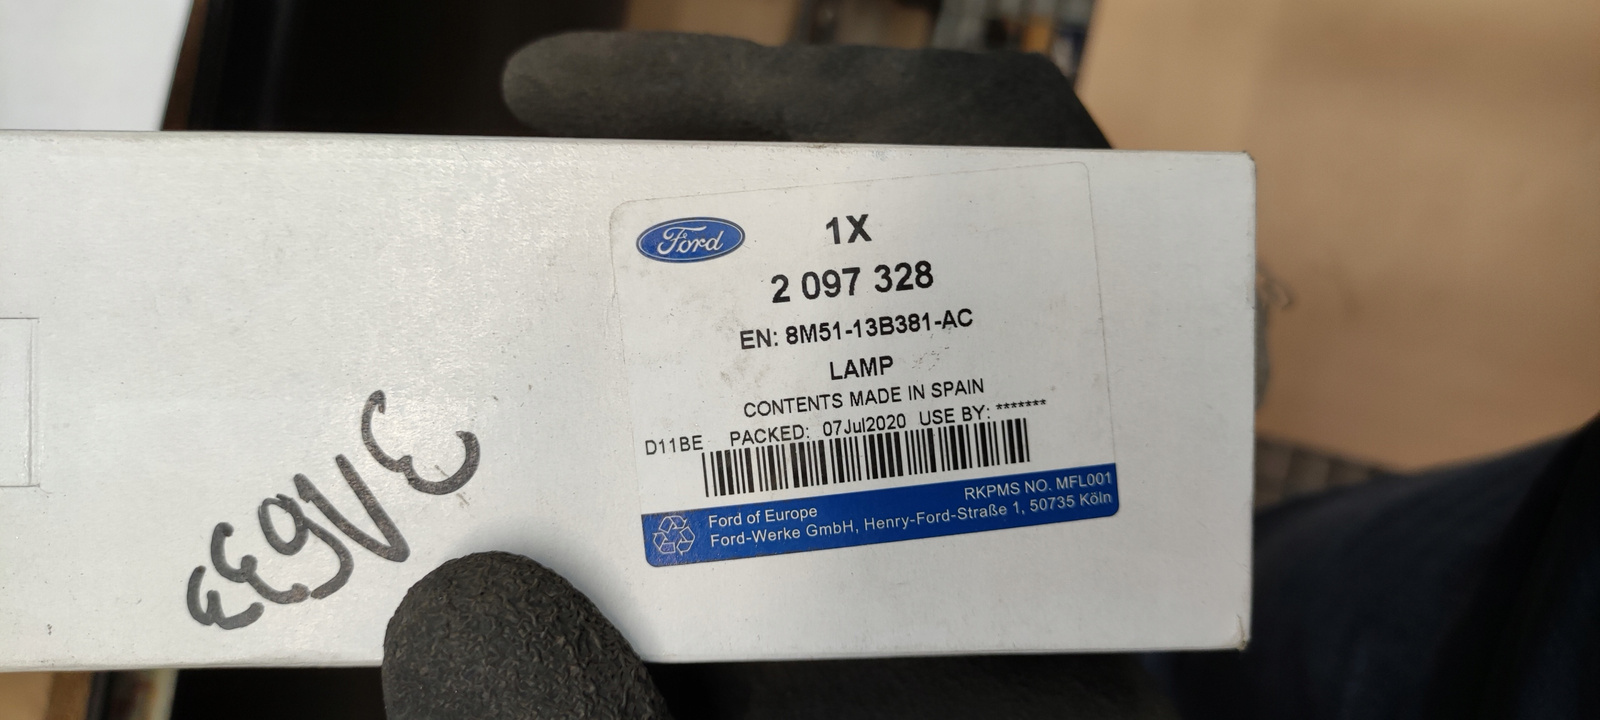 Ford
1X
2 097 328
EN: 8M51-13B381-AC
LAMP
CONTENTS MADE IN SPAIN
D11BE PACKED: 07Jul2020 USE BY: *******
RKPMS NO. MFL001
Ford of Europe
Ford-Werke GmbH, Henry-Ford-Straße 1, 50735 Köln